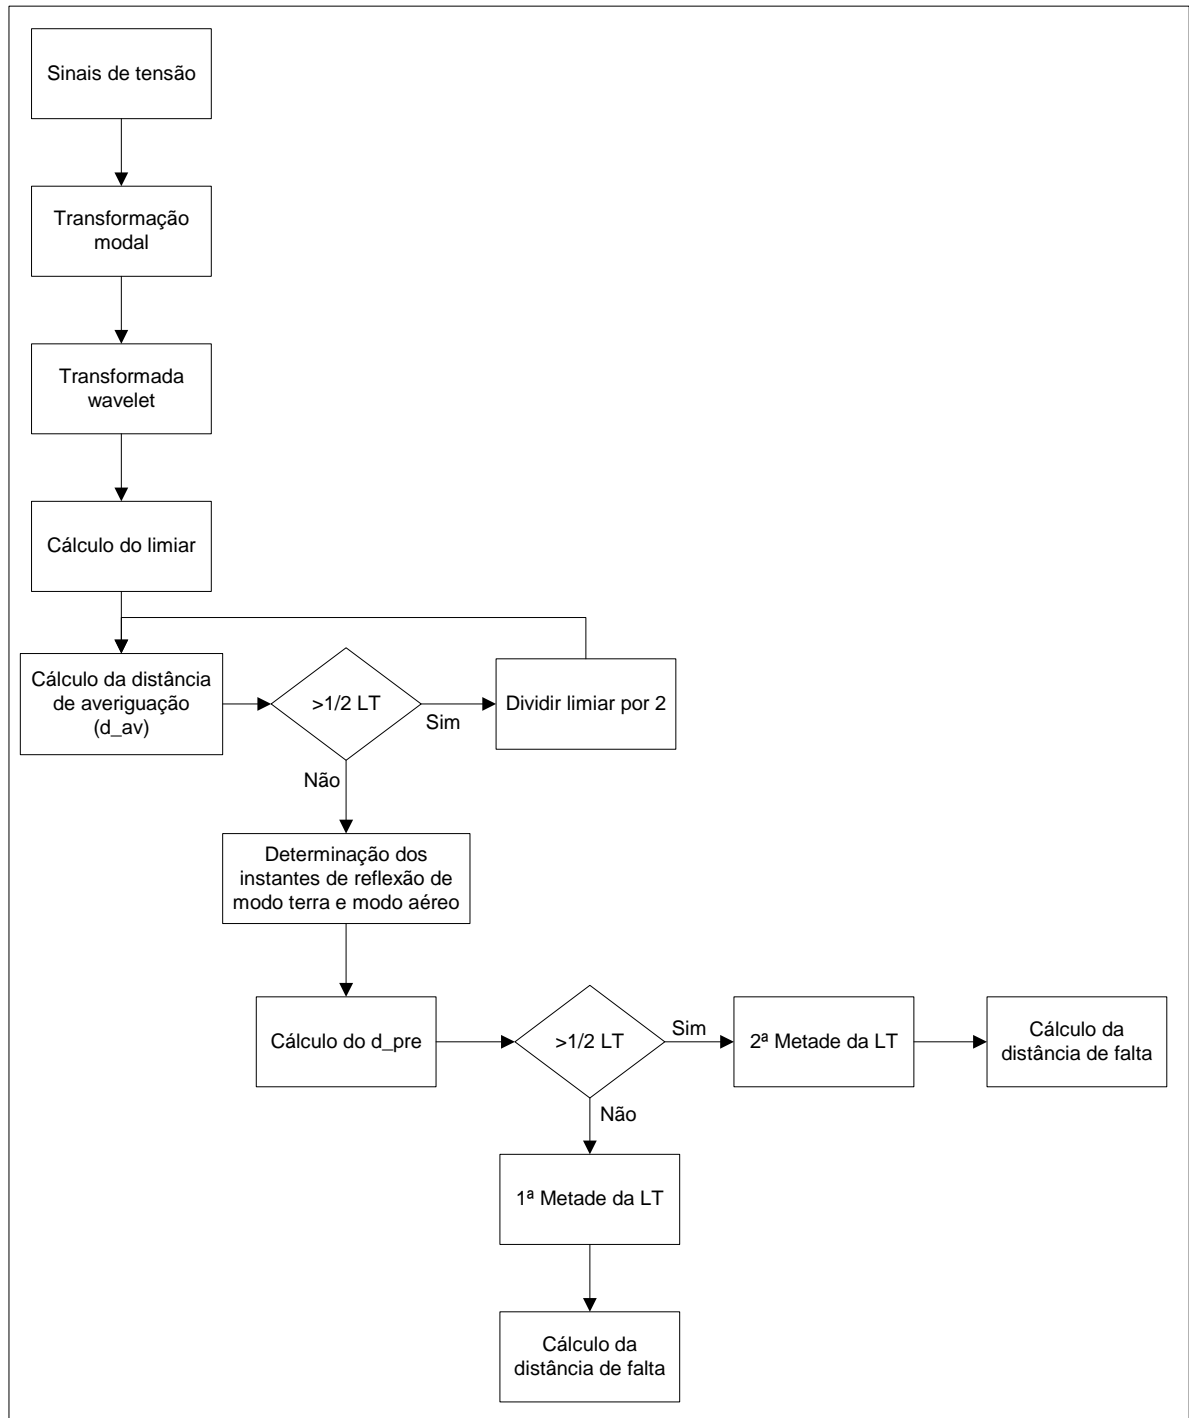 Sinais de tensão
Transformação
modal
Transformada
wavelet
Cálculo do limiar
Cálculo da distância
de averiguação
(d_av)
>1/2 LT
Sim
Dividir limiar por 2
Não
Determinação dos
instantes de reflexão de
modo terra e modo aéreo
Cálculo do d_pre
>1/2 LT
Sim
2ª Metade da LT
Cálculo da
distância de falta
Não
1ª Metade da LT
Cálculo da
distância de falta